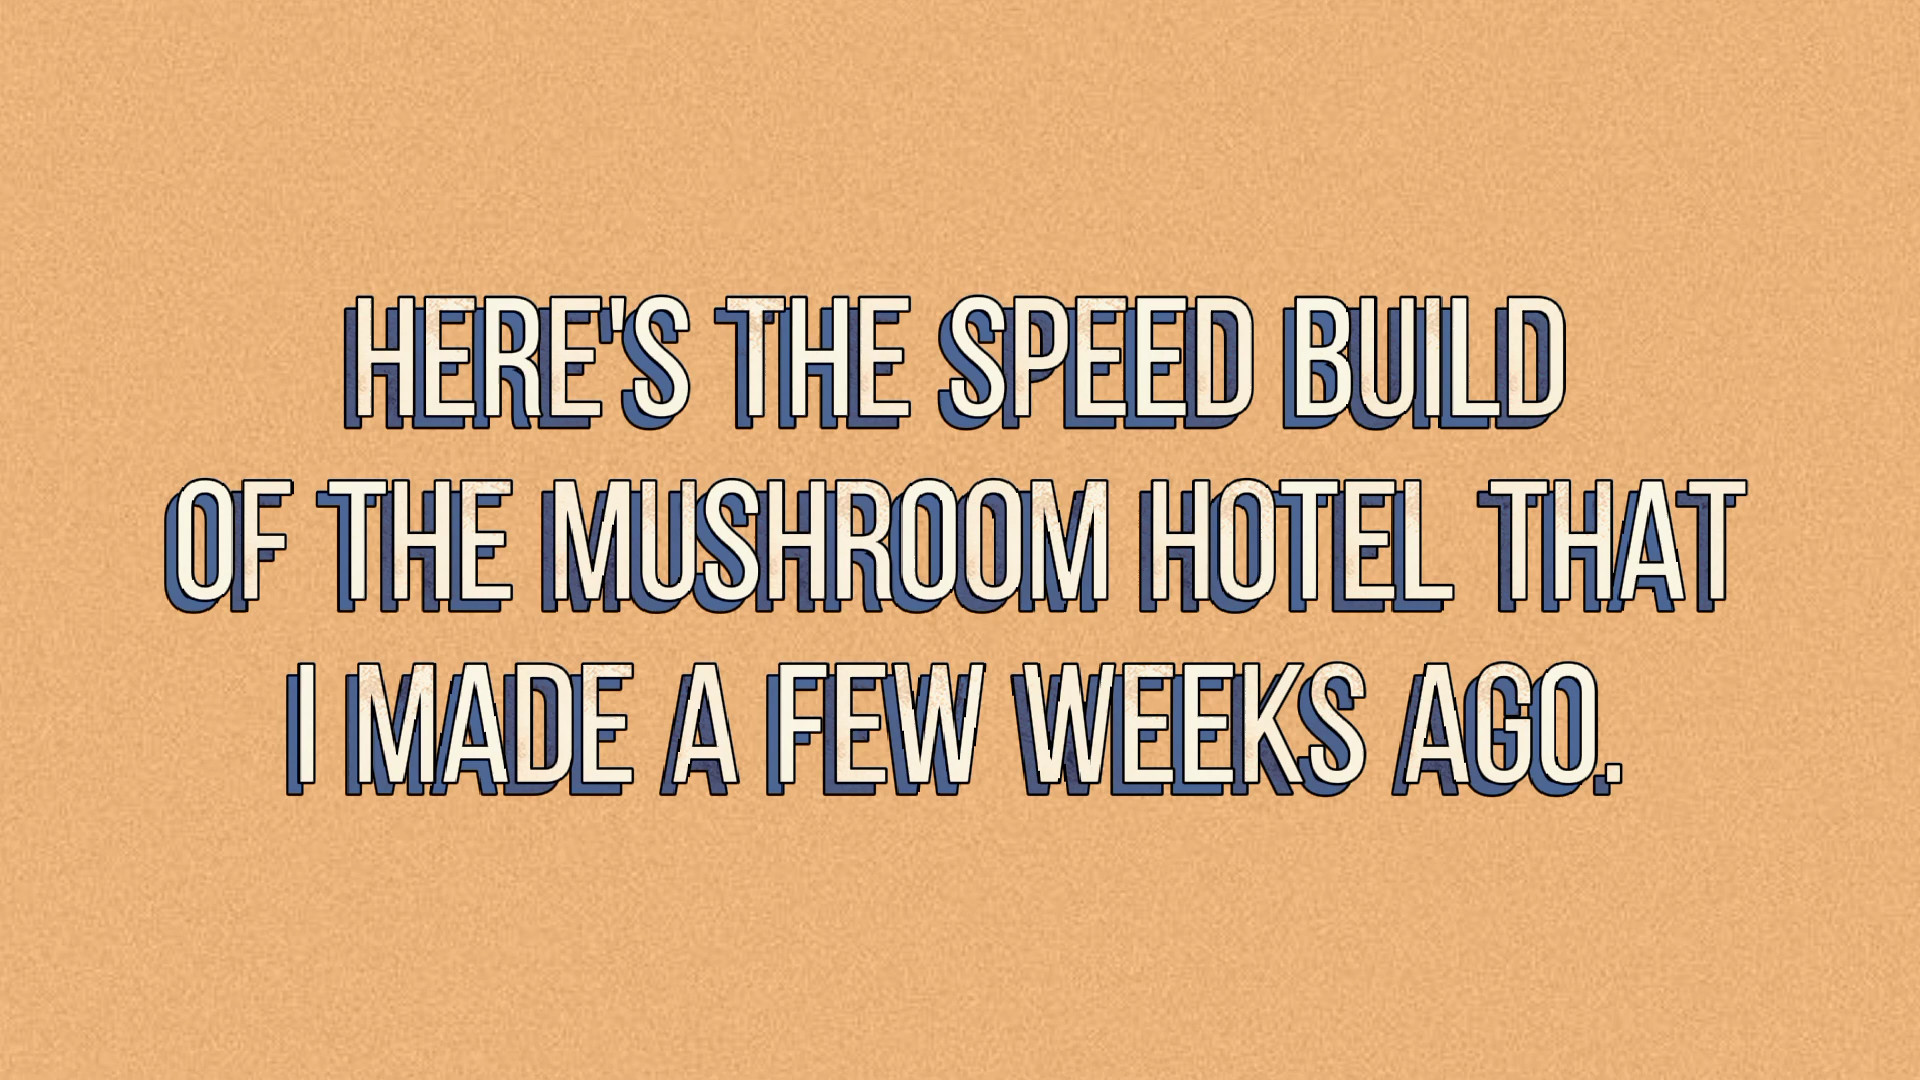 HERE'S THE SPEED BUILD
OF THE MUSHROOM HOTEL THAT
I MADE A FEW WEEKS AGO.